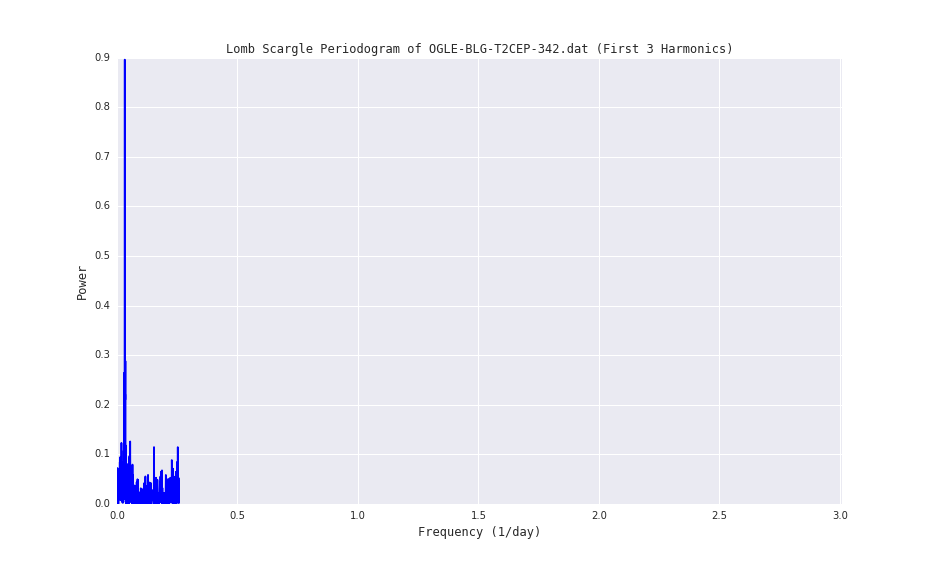 Lomb Scargle Periodogram of OGLE-BLG-T2CEP-342.dat (First 3 Harmonics)
0.9
0.8
0.7
0.6
0.5
0.4
0.3
0.2
0.1
0.0
Power
0.0 0.5 1.0 1.5 2.0 2.5 3.0
Frequency (1/day)